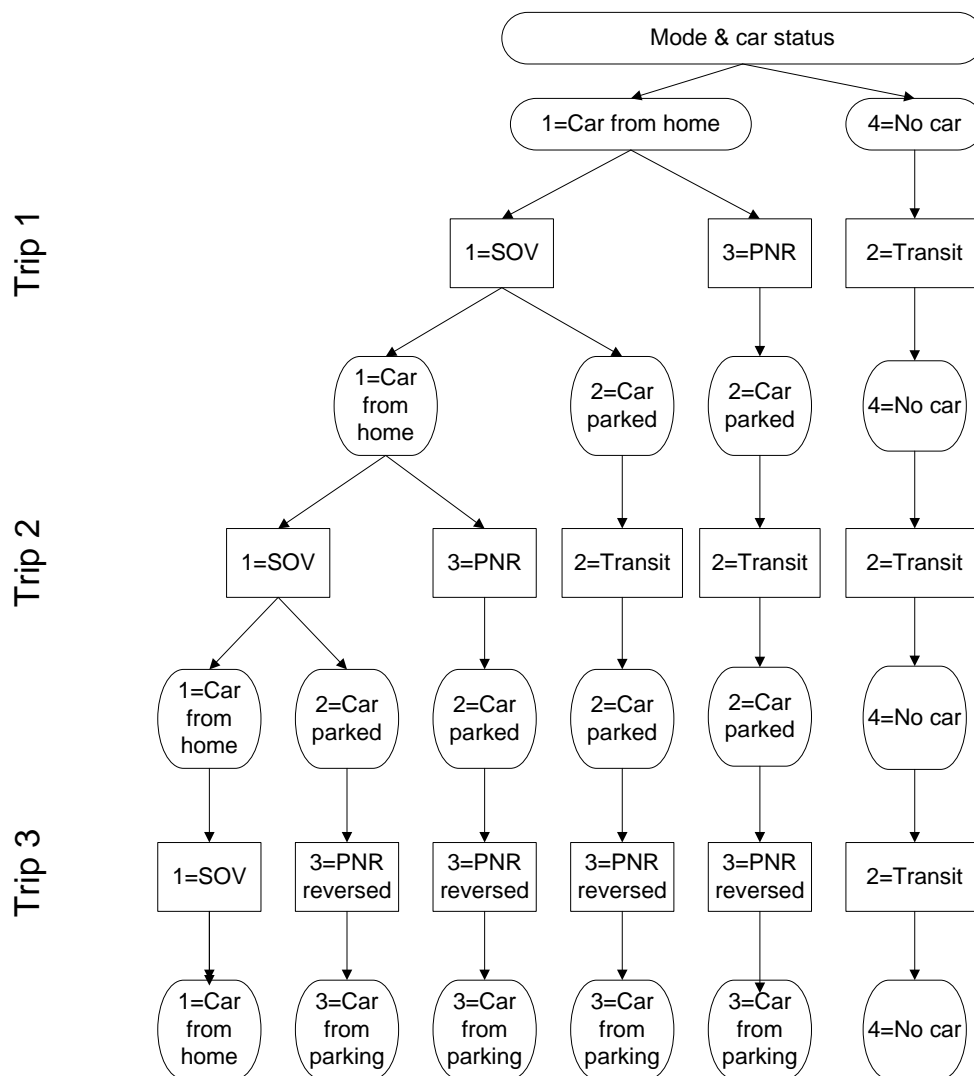 Mode & car status
1=Car from home
4=No car
Trip 1
1=SOV
3=PNR
2=Transit
1=Car
from
home
2=Car
parked
2=Car
parked
4=No car
Trip 2
1=SOV
3=PNR
2=Transit
2=Transit
2=Transit
1=Car
from
home
2=Car
parked
2=Car
parked
2=Car
parked
2=Car
parked
4=No car
Trip 3
1=SOV
3=PNR
reversed
3=PNR
reversed
3=PNR
reversed
3=PNR
reversed
2=Transit
1=Car
from
home
3=Car
from
parking
3=Car
from
parking
3=Car
from
parking
3=Car
from
parking
4=No car